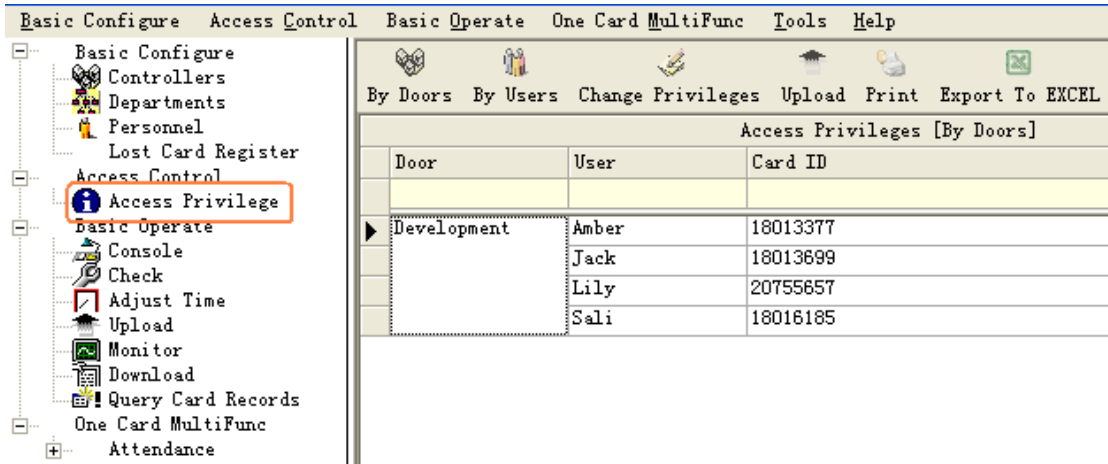 Basic Configure Access Control Basic Operate One Card MultiFunc Tools Help
Basic Configure
Controllers
Departments
Personnel
Lost Card Register
Access Control
Access Privilege
Basic Operate
Console
Check
Adjust Time
Upload
Monitor
Download
Query Card Records
One Card MultiFunc
Attendance
By Doors By Users Change Privileges Upload Print Export To EXCEL
Access Privileges [By Doors]
Door User Card ID
Development Amber 18013377
Jack 18013699
Lily 20755657
Sali 18016185